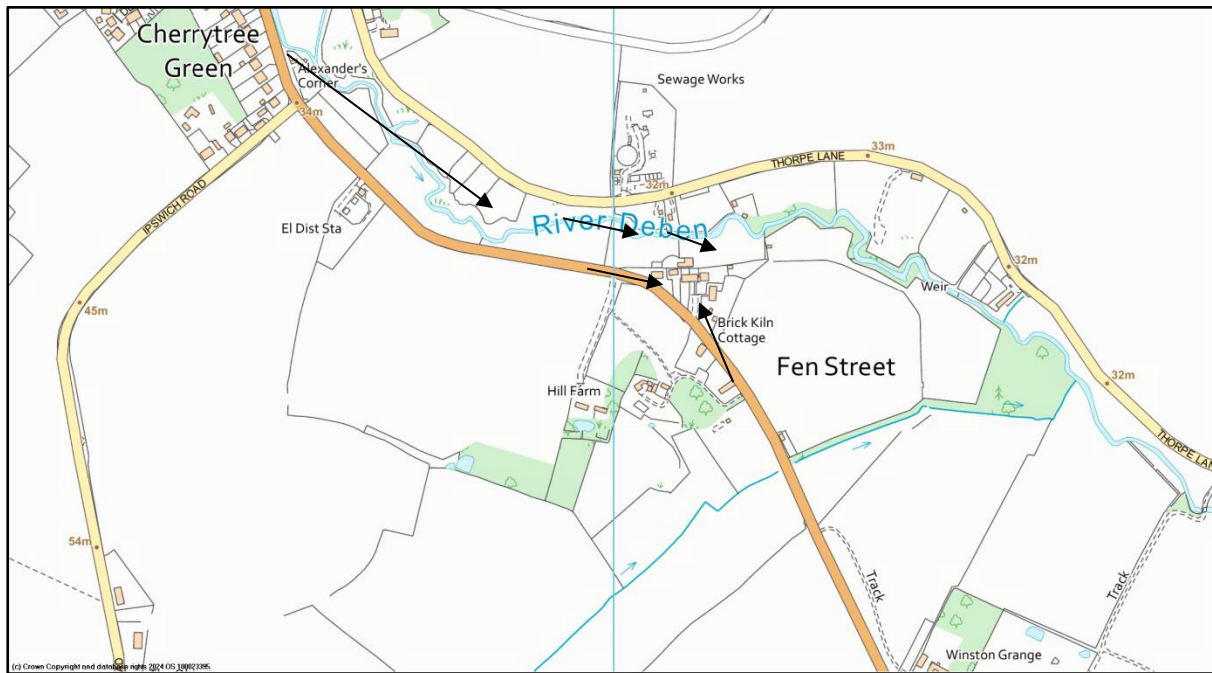 Cherrytree
Green
Alexander's
Corner
34m
Sewage Works
IPSWICH ROAD
THORPE LANE
33m
32m
El Dist Sta
River Deben
45m
Weir
32m
Brick Kiln
Cottage
Fen Street
Hill Farm
32m
THORPE LANE
54m
Track
Track
Winston Grange
(c) Crown Copyright and database rights 2024 OS 100023395.